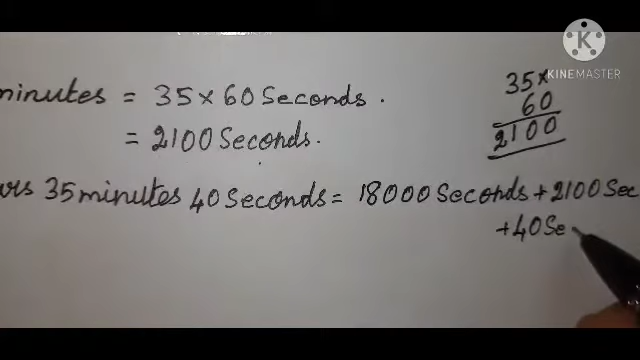 K
KINEMASTER
minutes = 35 × 60 Seconds.
35 ×
60
2100
= 2100 Seconds.
35 minutes 40 Seconds = 18000 Seconds + 2100 Sec
+ 40 Se